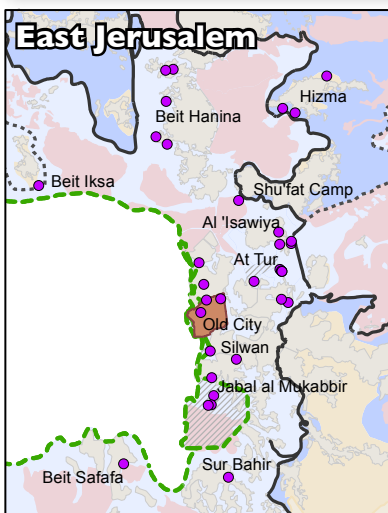 East Jerusalem
Hizma
Beit Hanina
Beit Iksa
Shu'fat Camp
Al 'Isawiya
At Tur
Old City
Silwan
Jabal al Mukabbir
Sur Bahir
Beit Safafa